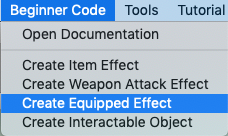 Beginner Code Tools Tutorial
Open Documentation
Create Item Effect
Create Weapon Attack Effect
Create Equipped Effect
Create Interactable Object